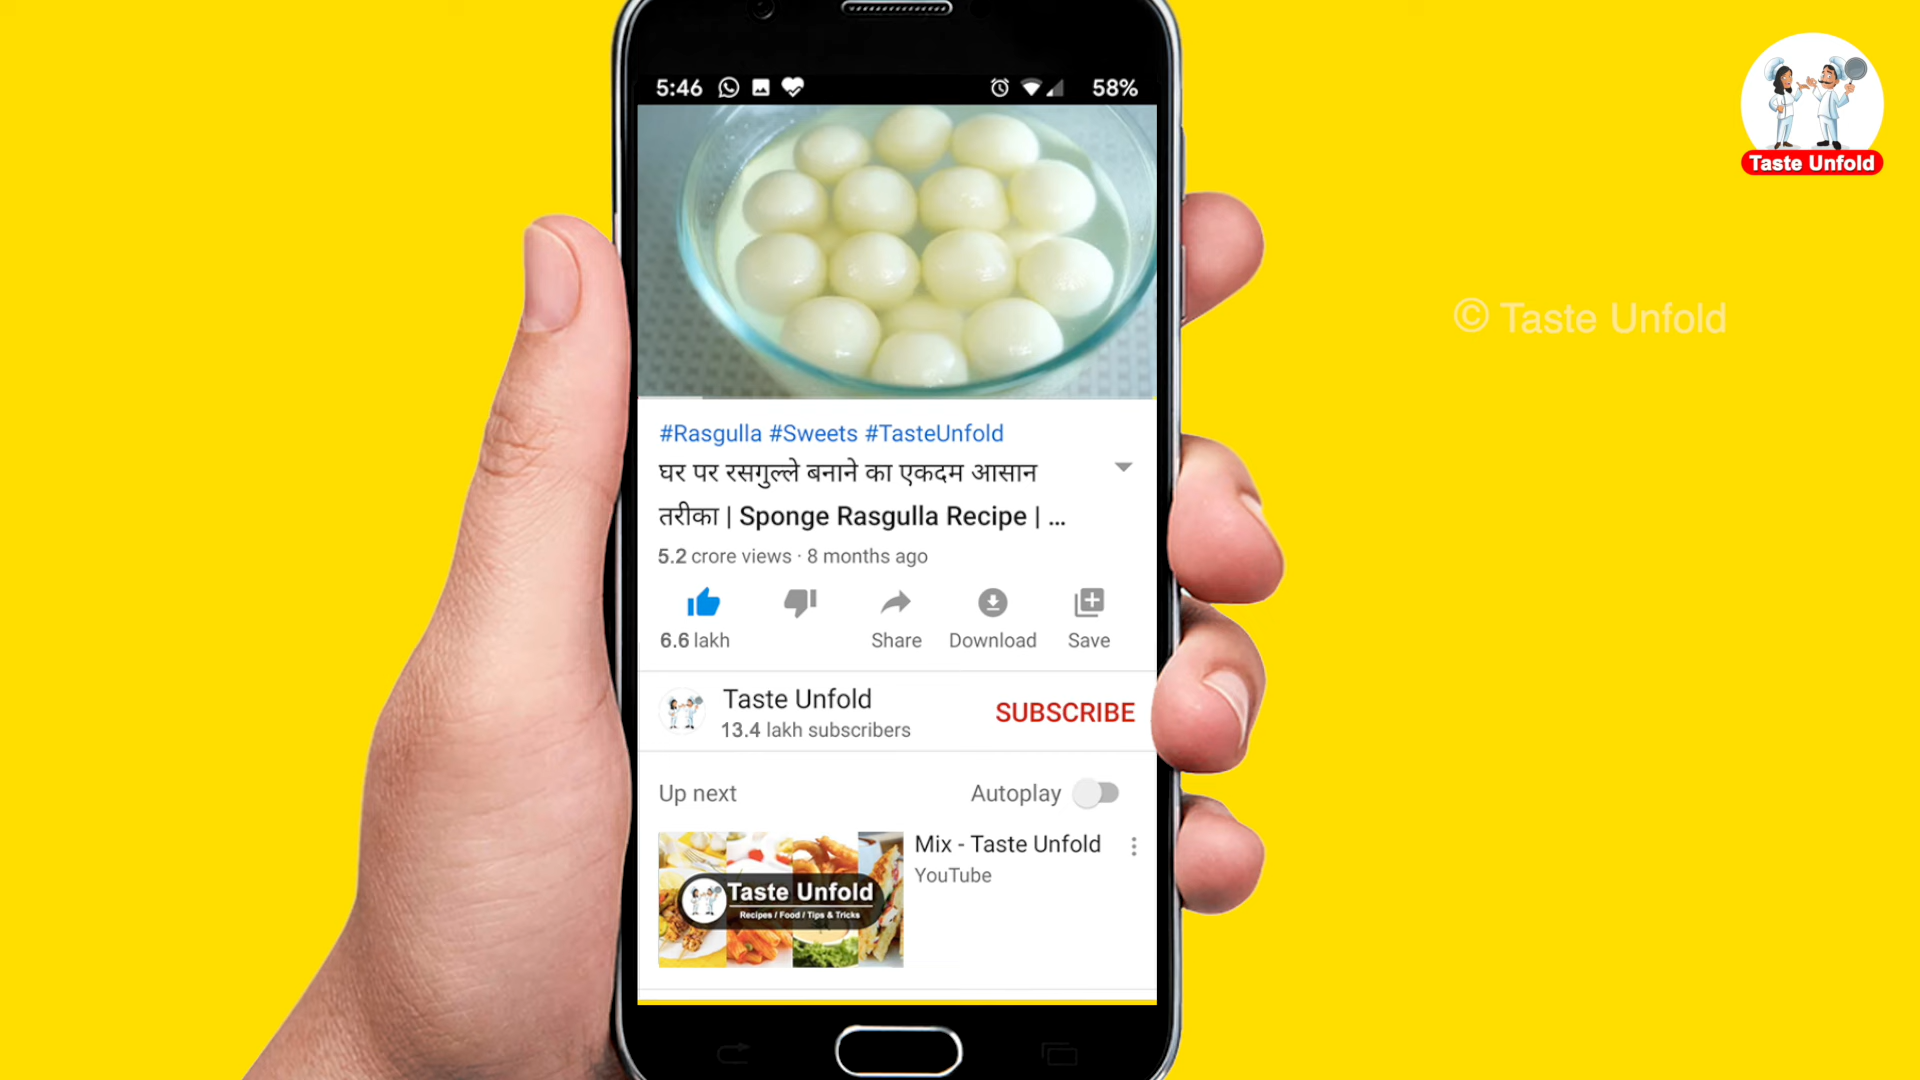 5:46
58%
Taste Unfold
© Taste Unfold
#Rasgulla #Sweets #TasteUnfold
घर पर रसगुल्ले बनाने का एकदम आसान
तरीका | Sponge Rasgulla Recipe | ...
5.2 crore views · 8 months ago
6.6 lakh
Share
Download
Save
Taste Unfold
13.4 lakh subscribers
SUBSCRIBE
Up next
Autoplay
Mix - Taste Unfold
YouTube
Taste Unfold
Recipes / Food / Tips & Tricks